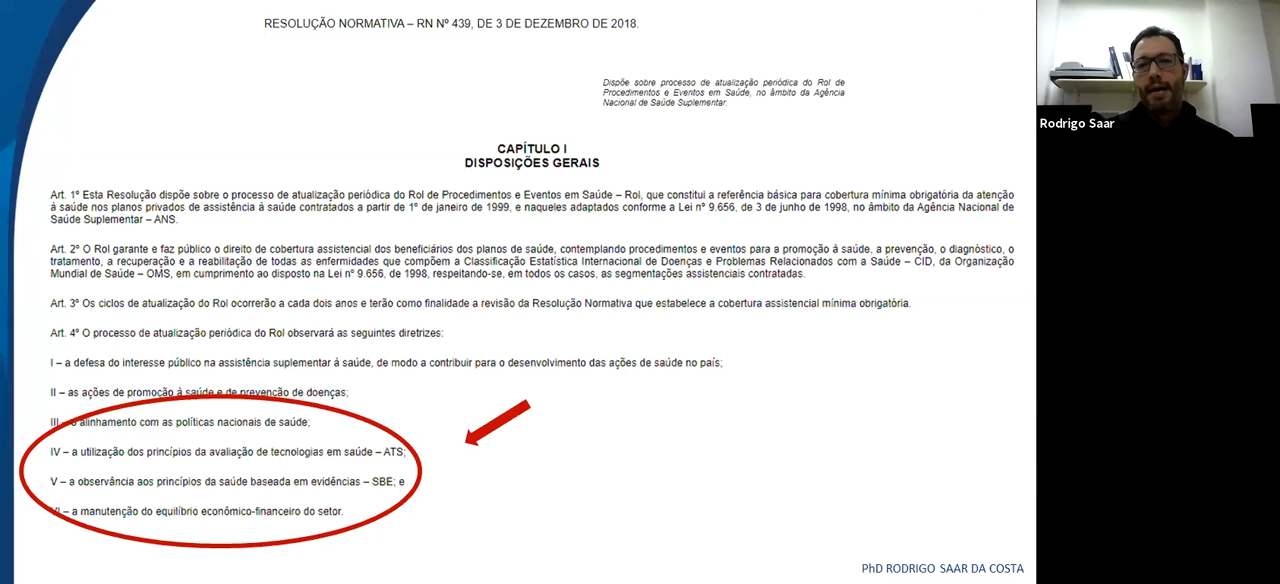 RESOLUÇÃO NORMATIVA – RN Nº 439, DE 3 DE DEZEMBRO DE 2018.
Dispõe sobre processo de atualização periódica do Rol de
Procedimentos e Eventos em Saúde, no âmbito da Agência
Nacional de Saúde Suplementar.
CAPÍTULO I
DISPOSIÇÕES GERAIS
Art. 1º Esta Resolução dispõe sobre o processo de atualização periódica do Rol de Procedimentos e Eventos em Saúde – Rol, que constitui a referência básica para cobertura mínima obrigatória da atenção
à saúde nos planos privados de assistência à saúde contratados a partir de 1º de janeiro de 1999, e naqueles adaptados conforme a Lei nº 9.656, de 3 de junho de 1998, no âmbito da Agência Nacional de
Saúde Suplementar – ANS.
Art. 2º O Rol garante e faz público o direito de cobertura assistencial dos beneficiários dos planos de saúde, contemplando procedimentos e eventos para a promoção à saúde, a prevenção, o diagnóstico, o
tratamento, a recuperação e a reabilitação de todas as enfermidades que compõem a Classificação Estatística Internacional de Doenças e Problemas Relacionados com a Saúde – CID, da Organização
Mundial de Saúde – OMS, em cumprimento ao disposto na Lei nº 9.656, de 1998, respeitando-se, em todos os casos, as segmentações assistenciais contratadas.
Art. 3º Os ciclos de atualização do Rol ocorrerão a cada dois anos e terão como finalidade a revisão da Resolução Normativa que estabelece a cobertura assistencial mínima obrigatória.
Art. 4º O processo de atualização periódica do Rol observará as seguintes diretrizes:
I – a defesa do interesse público na assistência suplementar à saúde, de modo a contribuir para o desenvolvimento das ações de saúde no país;
II – as ações de promoção à saúde e de prevenção de doenças;
III – o alinhamento com as políticas nacionais de saúde;
IV – a utilização dos princípios da avaliação de tecnologias em saúde – ATS;
V – a observância aos princípios da saúde baseada em evidências – SBE; e
VI – a manutenção do equilíbrio econômico-financeiro do setor.
PhD RODRIGO SAAR DA COSTA
Rodrigo Saar